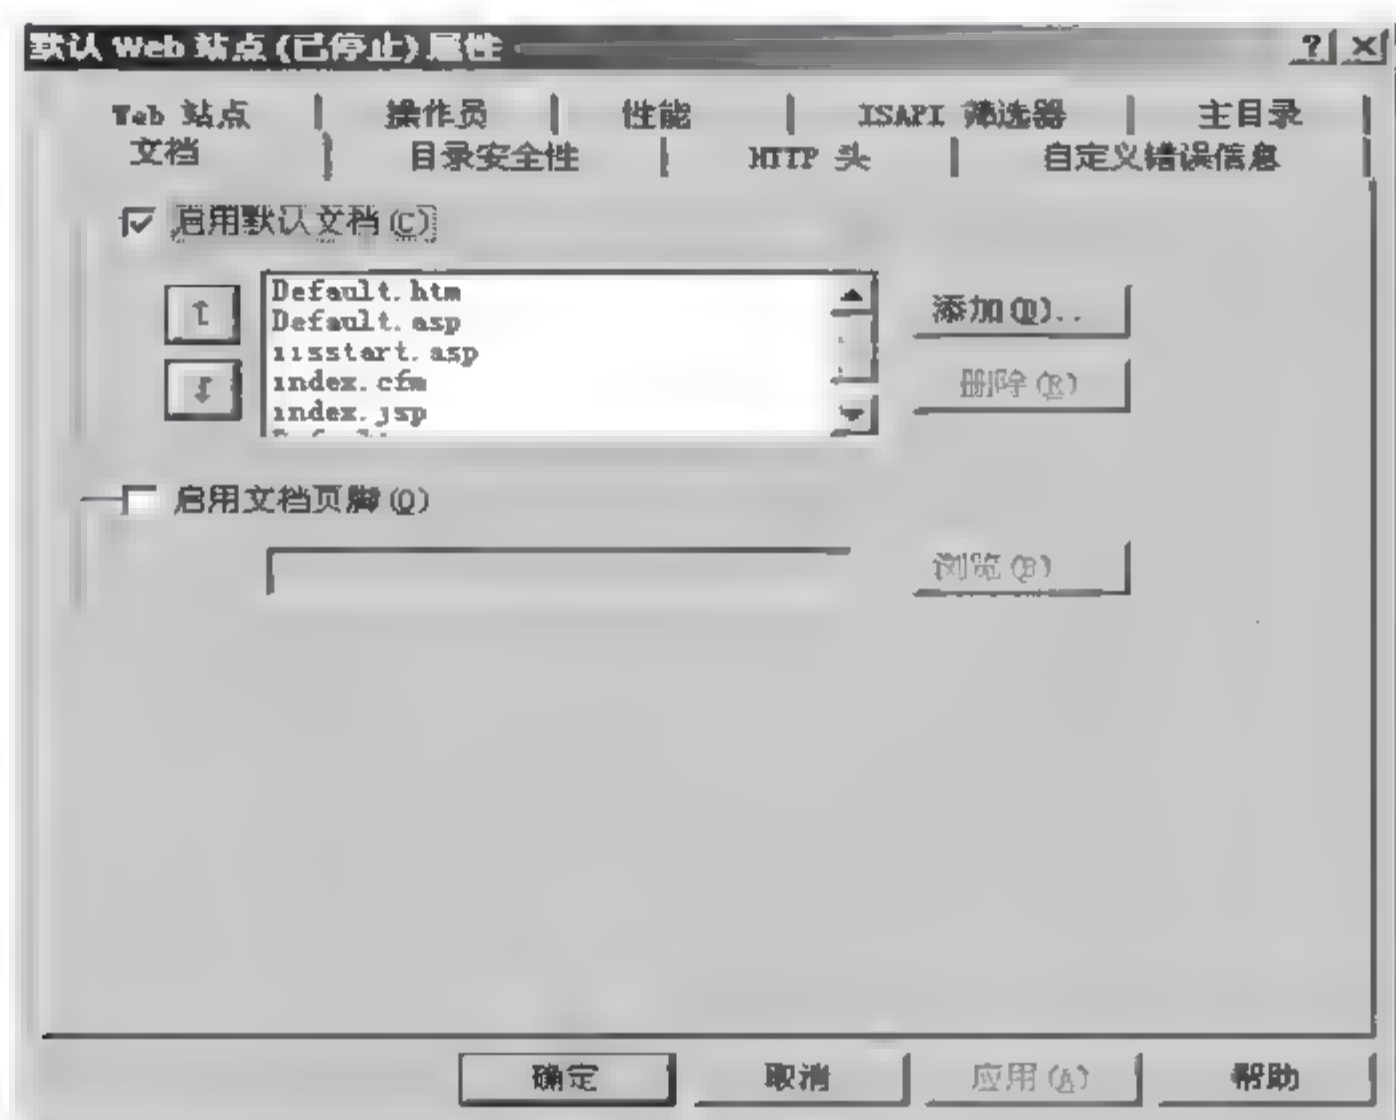 默认 Web 站点(已停止)属性
Web 站点 操作员 性能 ISAPI 筛选器 主目录
文档 目录安全性 HTTP 头 自定义错误信息
启用默认文档(C)
Default.htm
Default.asp
iisstart.asp
index.cfm
index.jsp
添加(D)..
删除(R)
启用文档页脚(O)
浏览(B)
确定 取消 应用(A) 帮助